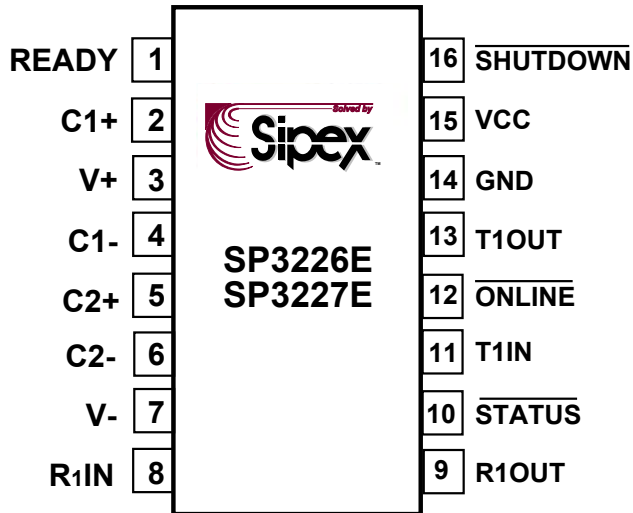 READY 1
C1+ 2
V+ 3
C1- 4
C2+ 5
C2- 6
V- 7
R1IN 8
Solved by
Sipex
TM
SP3226E
SP3227E
16 SHUTDOWN
15 VCC
14 GND
13 T1OUT
12 ONLINE
11 T1IN
10 STATUS
9 R1OUT